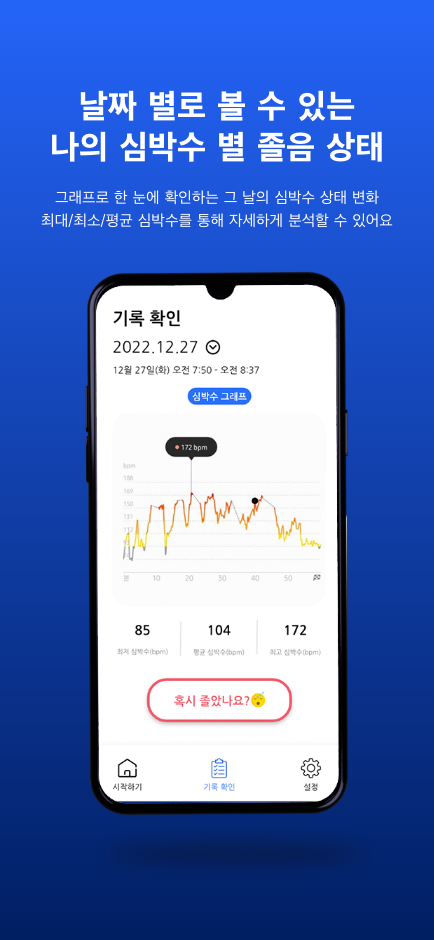 날짜 별로 볼 수 있는
나의 심박수 별 졸음 상태
그래프로 한 눈에 확인하는 그 날의 심박수 상태 변화
최대/최소/평균 심박수를 통해 자세하게 분석할 수 있어요
기록 확인
2022.12.27
12월 27일(화) 오전 7:50 - 오전 8:37
심박수 그래프
172 bpm
bpm
188
169
150
131
112
분 10 20 30 40 50
85 104 172
최저 심박수(bpm) 평균 심박수(bpm) 최고 심박수(bpm)
혹시 졸았나요?
시작하기 기록 확인 설정